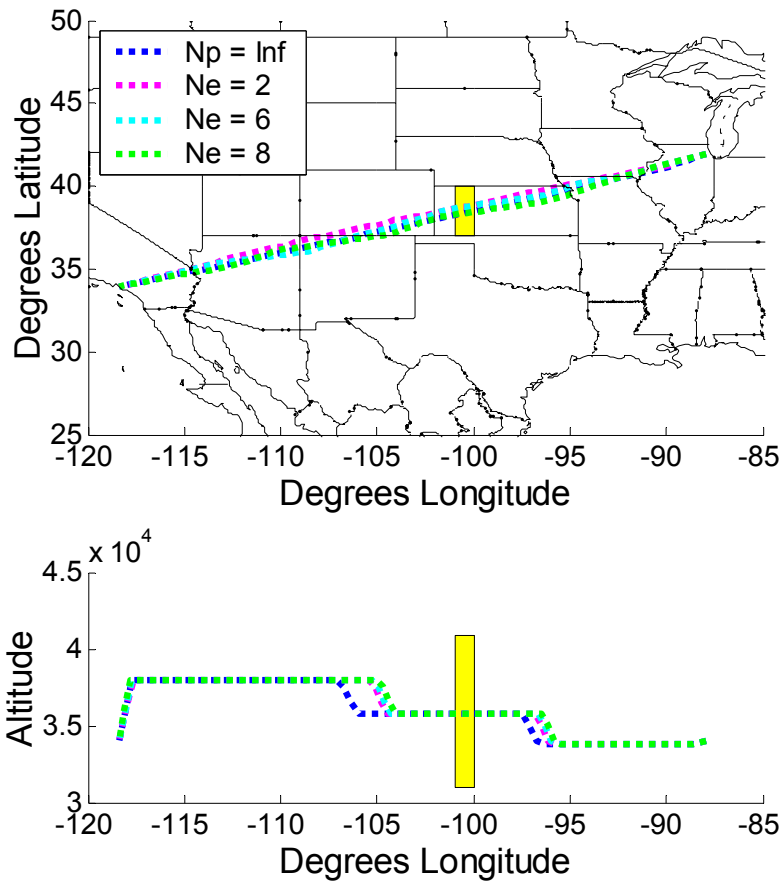 50
45
40
35
30
25
Degrees Latitude
Np = Inf
Ne = 2
Ne = 6
Ne = 8
-120 -115 -110 -105 -100 -95 -90 -85
Degrees Longitude
x 10^4
4.5
4
3.5
3
Altitude
-120 -115 -110 -105 -100 -95 -90 -85
Degrees Longitude